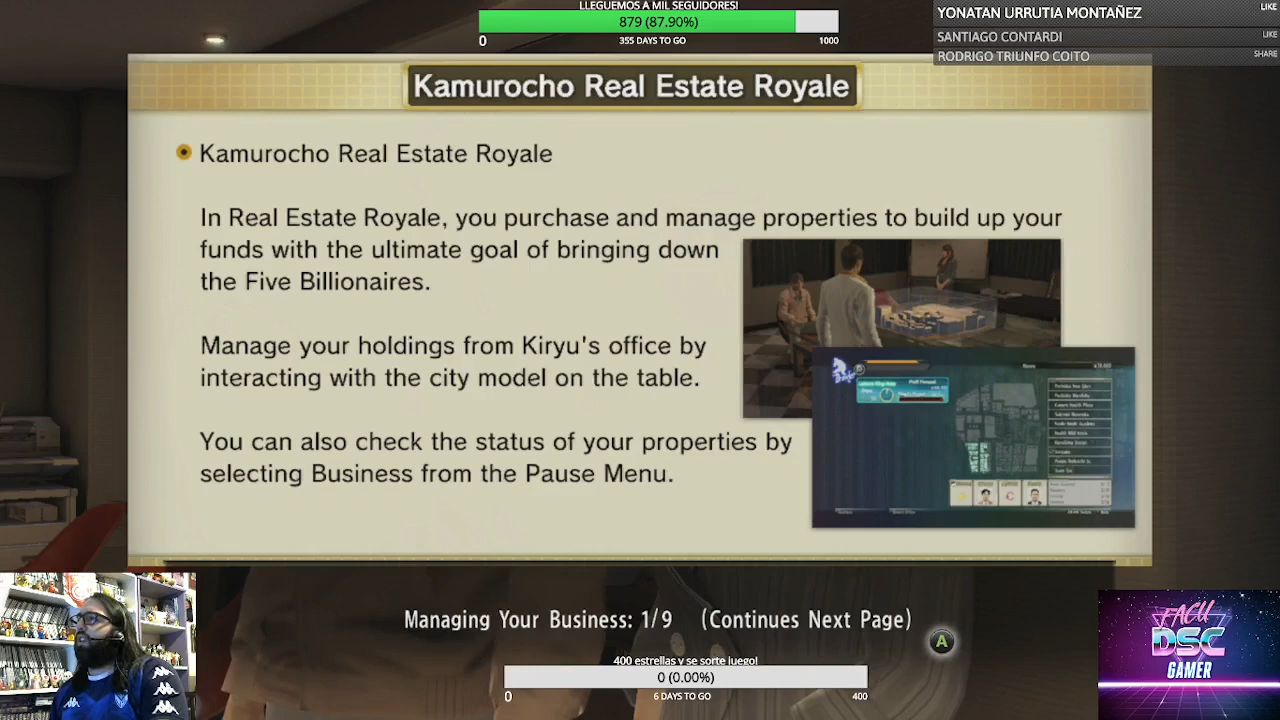 LLEGUEMOS A MIL SEGUIDORES!
879 (87.90%)
0
355 DAYS TO GO
1000
YONATAN URRUTIA MONTAÑEZ
LIKE
SANTIAGO CONTARDI
LIKE
RODRIGO TRIUNFO COITO
SHARE
Kamurocho Real Estate Royale
Kamurocho Real Estate Royale
In Real Estate Royale, you purchase and manage properties to build up your
funds with the ultimate goal of bringing down
the Five Billionaires.
Manage your holdings from Kiryu's office by
interacting with the city model on the table.
You can also check the status of your properties by
selecting Business from the Pause Menu.
Managing Your Business: 1/9 (Continues Next Page)
A
400 estrellas y se sorte juego!
0 (0.00%)
0
6 DAYS TO GO
400
FACU
DSC
GAMER